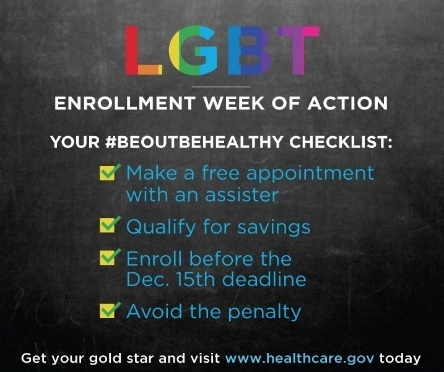 LGBT
ENROLLMENT WEEK OF ACTION
YOUR #BEOUTBEHEALTHY CHECKLIST:
Make a free appointment
with an assister
Qualify for savings
Enroll before the
Dec. 15th deadline
Avoid the penalty
Get your gold star and visit www.healthcare.gov today